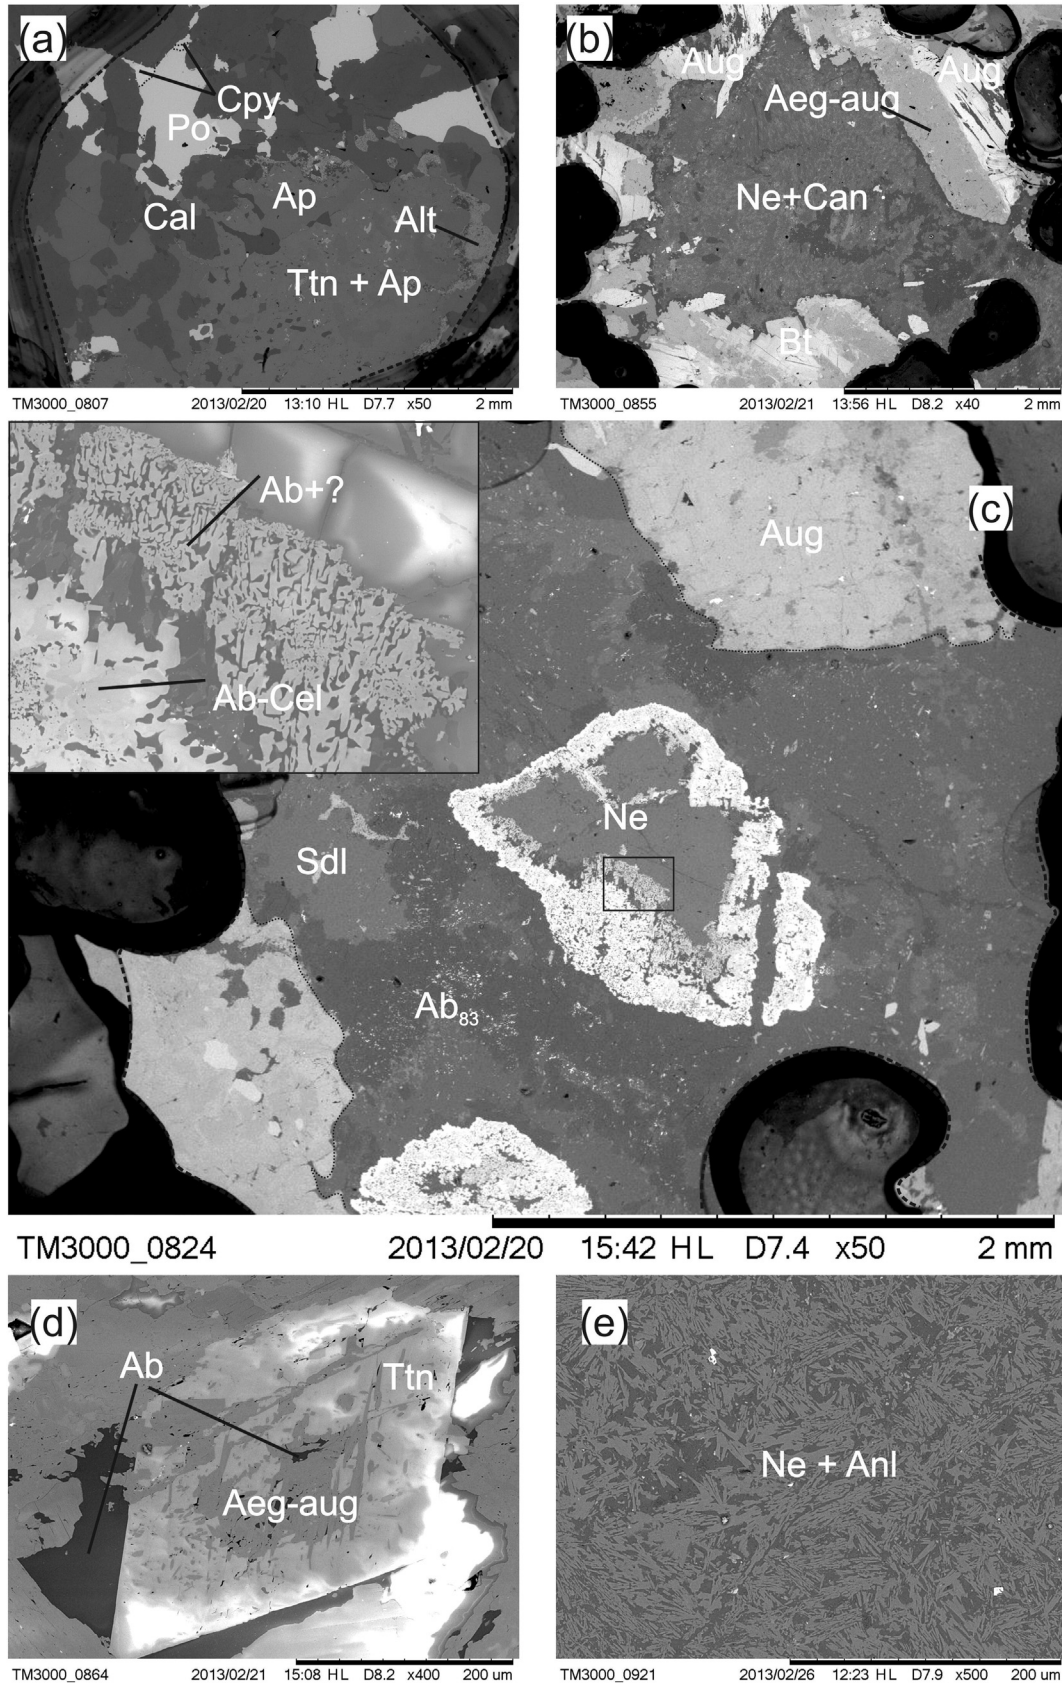 (a)
Cpy
Po
Ap
Cal
Alt
Ttn + Ap
TM3000_0807 2013/02/20 13:10 HL D7.7 x50 2 mm
(b)
Aug Aug
Aeg-aug
Ne+Can
Bt
TM3000_0855 2013/02/21 13:56 HL D8.2 x40 2 mm
Ab+?
Ab-Cel
(c)
Aug
Ne
Sdl
Ab₈₃
TM3000_0824 2013/02/20 15:42 HL D7.4 x50 2 mm
(d)
Ab
Ttn
Aeg-aug
TM3000_0864 2013/02/21 15:08 HL D8.2 x400 200 um
(e)
Ne + Anl
TM3000_0921 2013/02/26 12:23 HL D7.9 x500 200 um